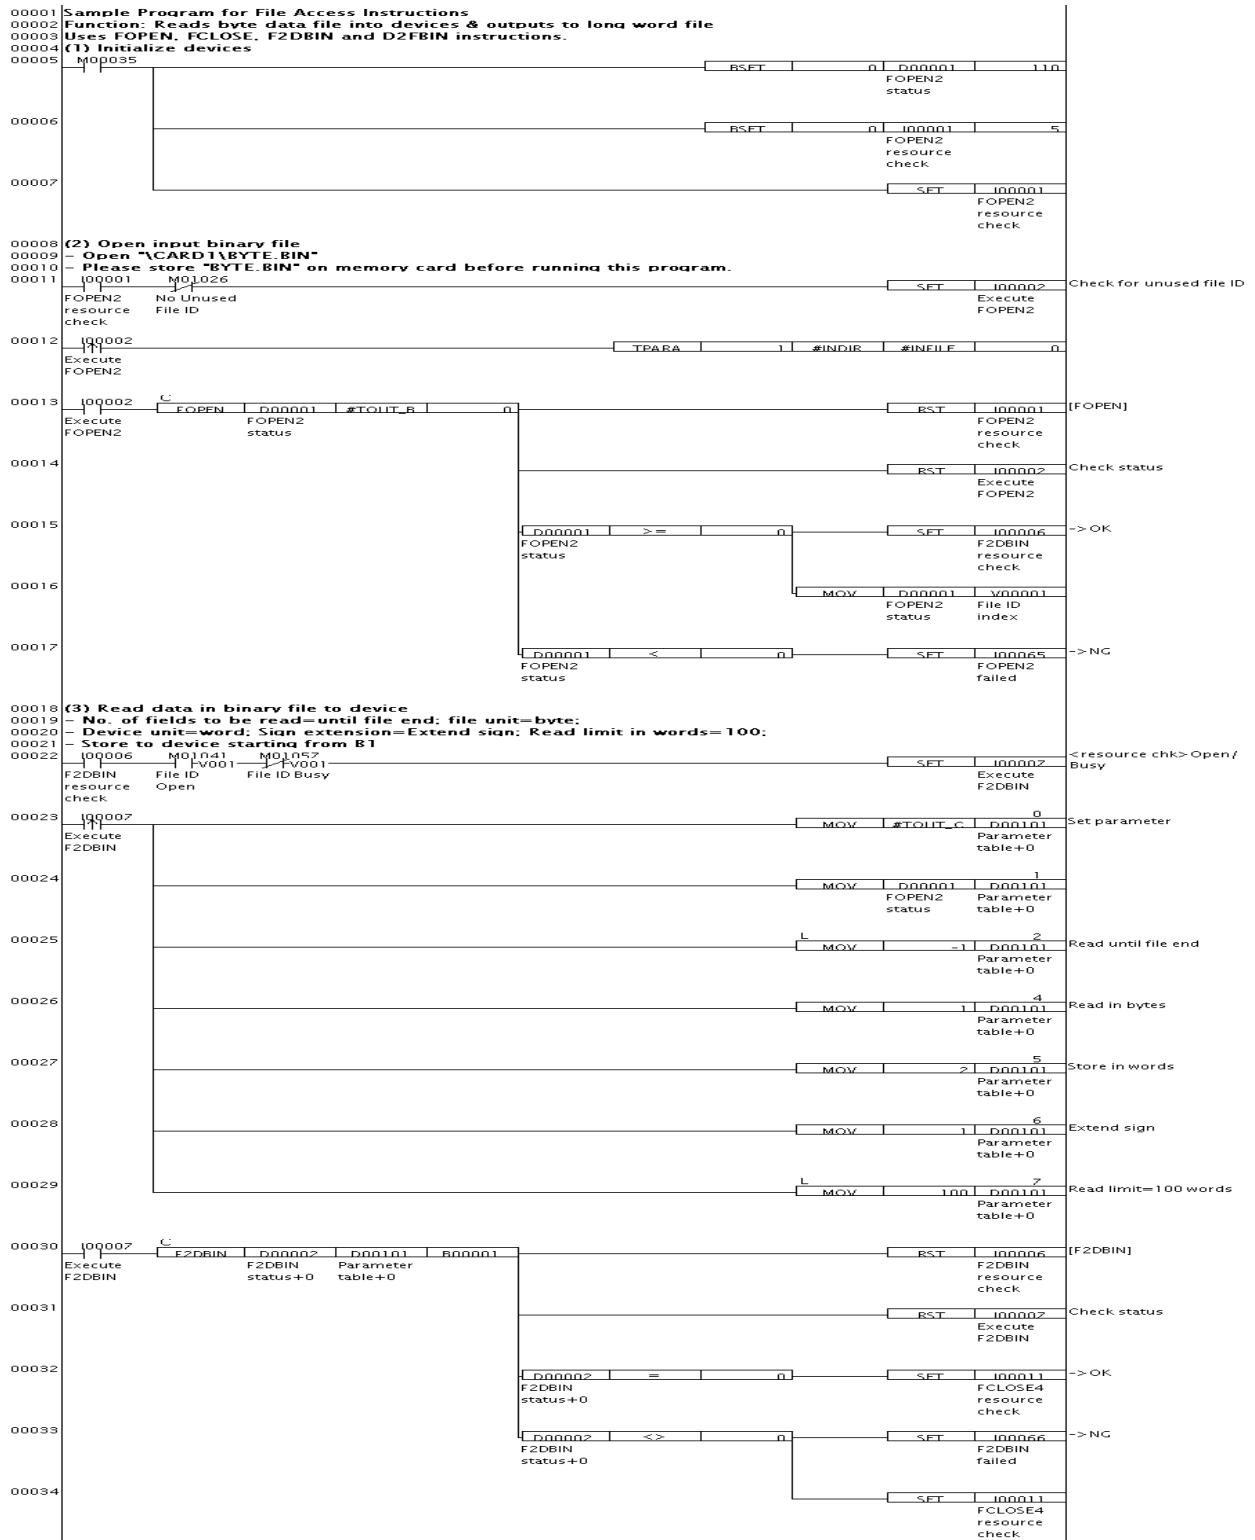 00001 Sample Program for File Access Instructions
00002 Function: Reads byte data file into devices & outputs to long word file
00003 Uses FOPEN, FCLOSE, F2DBIN and D2FBIN instructions.
00004 (1) Initialize devices
00005 M00035 BSET 0 D00001 110
FOPEN2
status
00006 BSET 0 I00001 5
FOPEN2
resource
check
00007 SET I00001
FOPEN2
resource
check
00008 (2) Open input binary file
00009 - Open "\CARD1\BYTE.BIN"
00010 - Please store "BYTE.BIN" on memory card before running this program.
00011 I00001 M01026 SET I00002 Check for unused file ID
FOPEN2 No Unused Execute
resource File ID FOPEN2
check
00012 I00002 TPARA 1 #INDIR #INFILE 0
Execute
FOPEN2
00013 I00002 C FOPEN D00001 #TOUT_B 0 RST I00001 [FOPEN]
Execute FOPEN2 FOPEN2
FOPEN2 status resource
check
00014 RST I00002 Check status
Execute
FOPEN2
00015 D00001 >= 0 SET I00006 ->OK
FOPEN2 F2DBIN
status resource
check
00016 MOV D00001 V00001
FOPEN2 File ID
status index
00017 D00001 < 0 SET I00065 ->NG
FOPEN2 FOPEN2
status failed
00018 (3) Read data in binary file to device
00019 - No. of fields to be read=until file end; file unit=byte;
00020 - Device unit=word; Sign extension=Extend sign; Read limit in words=100;
00021 - Store to device starting from B1
00022 I00006 M01041 V001 M01057 V001 SET I00007 <resource chk>Open/
Busy
F2DBIN File ID File ID Busy Execute
resource Open F2DBIN
check
00023 I00007 0 MOV #TOUT_C D00101 Set parameter
Execute Parameter
F2DBIN table+0
00024 1 MOV D00001 D00101
FOPEN2 Parameter
status table+0
00025 L 2 MOV -1 D00101 Read until file end
Parameter
table+0
00026 4 MOV 1 D00101 Read in bytes
Parameter
table+0
00027 5 MOV 2 D00101 Store in words
Parameter
table+0
00028 6 MOV 1 D00101 Extend sign
Parameter
table+0
00029 L 7 MOV 100 D00101 Read limit=100 words
Parameter
table+0
00030 I00007 C F2DBIN D00002 D00101 B00001 RST I00006 [F2DBIN]
Execute F2DBIN Parameter F2DBIN
F2DBIN status+0 table+0 resource
check
00031 RST I00007 Check status
Execute
F2DBIN
00032 D00002 = 0 SET I00011 ->OK
F2DBIN FCLOSE4
status+0 resource
check
00033 D00002 <> 0 SET I00066 ->NG
F2DBIN F2DBIN
status+0 failed
00034 SET I00011
FCLOSE4
resource
check